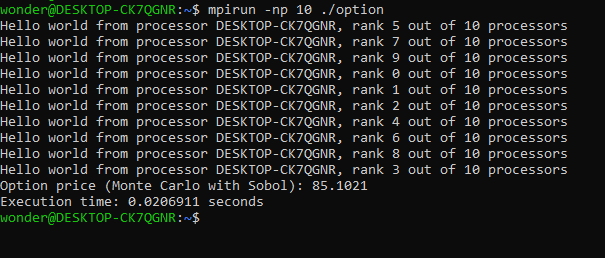 wonder@DESKTOP-CK7QGNR:~$ mpirun -np 10 ./option
Hello world from processor DESKTOP-CK7QGNR, rank 5 out of 10 processors
Hello world from processor DESKTOP-CK7QGNR, rank 7 out of 10 processors
Hello world from processor DESKTOP-CK7QGNR, rank 9 out of 10 processors
Hello world from processor DESKTOP-CK7QGNR, rank 0 out of 10 processors
Hello world from processor DESKTOP-CK7QGNR, rank 1 out of 10 processors
Hello world from processor DESKTOP-CK7QGNR, rank 2 out of 10 processors
Hello world from processor DESKTOP-CK7QGNR, rank 4 out of 10 processors
Hello world from processor DESKTOP-CK7QGNR, rank 6 out of 10 processors
Hello world from processor DESKTOP-CK7QGNR, rank 8 out of 10 processors
Hello world from processor DESKTOP-CK7QGNR, rank 3 out of 10 processors
Option price (Monte Carlo with Sobol): 85.1021
Execution time: 0.0206911 seconds
wonder@DESKTOP-CK7QGNR:~$